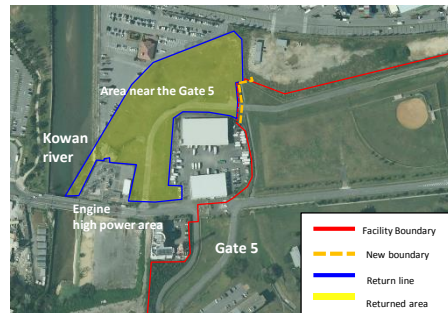 Area near the Gate 5
Kowan
river
Engine
high power area
Gate 5
Facility Boundary
New boundary
Return line
Returned area